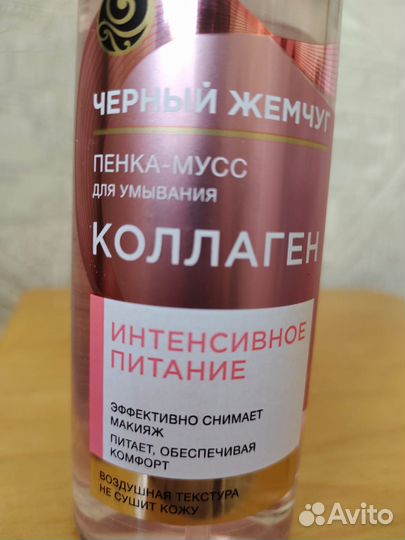 ЧЕРНЫЙ ЖЕМЧУГ
ПЕНКА-МУСС
ДЛЯ УМЫВАНИЯ
КОЛЛАГЕН
ИНТЕНСИВНОЕ
ПИТАНИЕ
ЭФФЕКТИВНО СНИМАЕТ
МАКИЯЖ
ПИТАЕТ, ОБЕСПЕЧИВАЯ
КОМФОРТ
ВОЗДУШНАЯ ТЕКСТУРА
НЕ СУШИТ КОЖУ
Avito